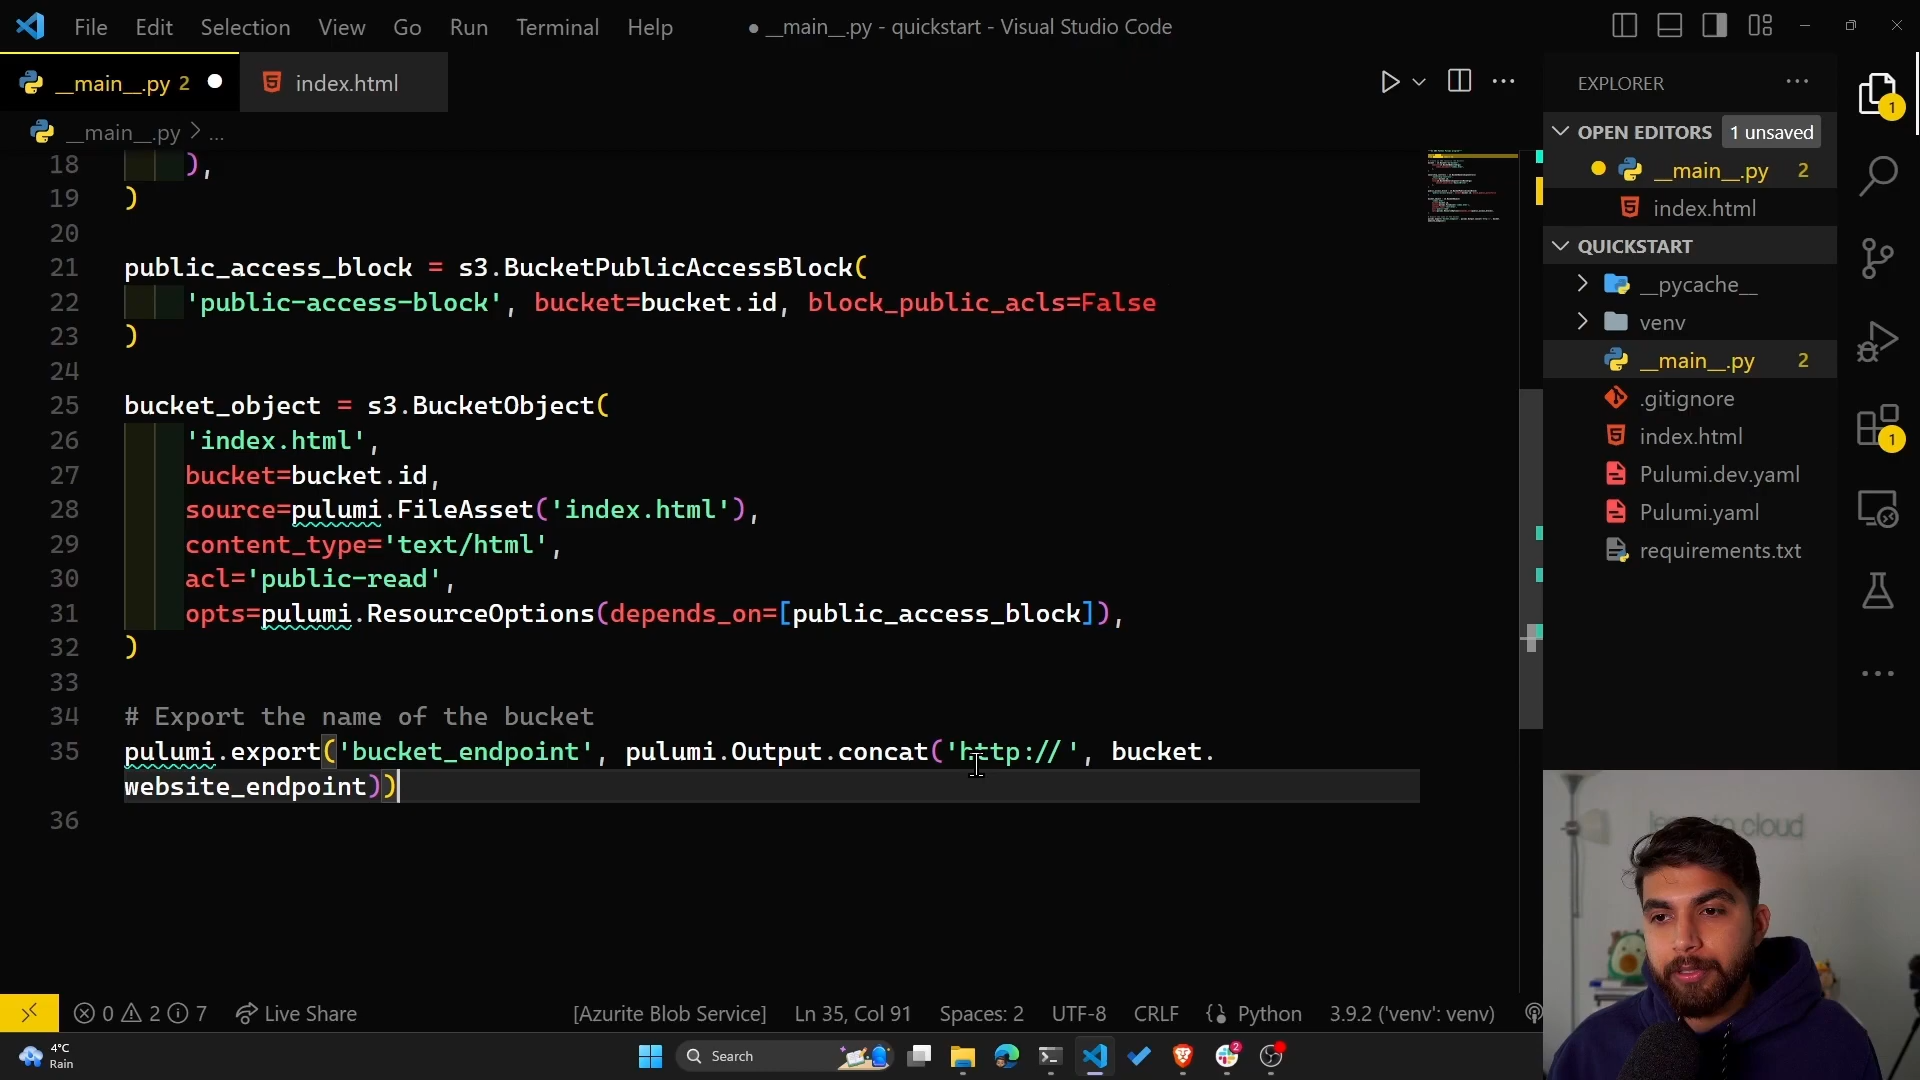 File Edit Selection View Go Run Terminal Help
● __main__.py - quickstart - Visual Studio Code
__main__.py 2 ●
index.html
__main__.py > ...
18 ),
19 )
20
21 public_access_block = s3.BucketPublicAccessBlock(
22 'public-access-block', bucket=bucket.id, block_public_acls=False
23 )
24
25 bucket_object = s3.BucketObject(
26 'index.html',
27 bucket=bucket.id,
28 source=pulumi.FileAsset('index.html'),
29 content_type='text/html',
30 acl='public-read',
31 opts=pulumi.ResourceOptions(depends_on=[public_access_block]),
32 )
33
34 # Export the name of the bucket
35 pulumi.export('bucket_endpoint', pulumi.Output.concat('http://', bucket.
website_endpoint))
36
EXPLORER ...
OPEN EDITORS 1 unsaved
__main__.py 2
index.html
QUICKSTART
__pycache__
venv
__main__.py 2
.gitignore
index.html
Pulumi.dev.yaml
Pulumi.yaml
requirements.txt
1
1
learn to cloud
0 2 7 Live Share [Azurite Blob Service] Ln 35, Col 91 Spaces: 2 UTF-8 CRLF {} Python 3.9.2 ('venv': venv)
4°C
Rain
Search
2